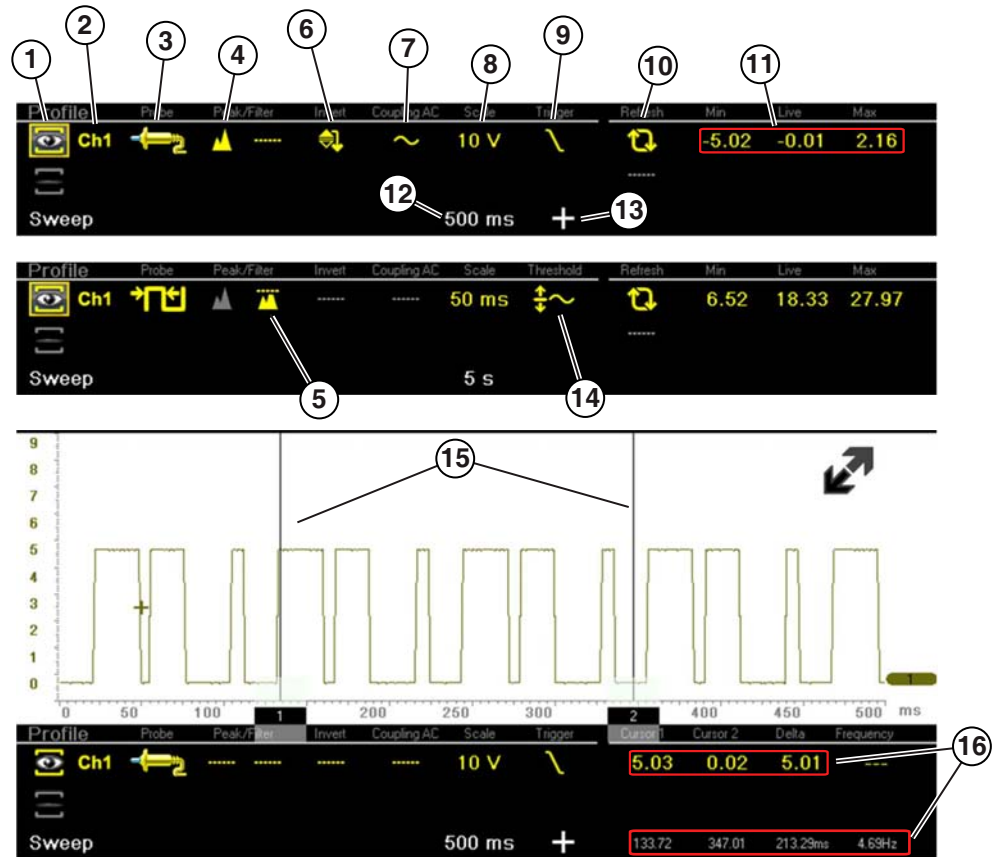 1 2 3 4 6 7 8 9 10 11
Profile Probe Peak/Filter Invert Coupling AC Scale Trigger Refresh Min Live Max
Ch1 ------ 10 V -5.02 -0.01 2.16
------
12 13
Sweep 500 ms +
Profile Probe Peak/Filter Invert Coupling AC Scale Threshold Refresh Min Live Max
Ch1 ------ ------ 50 ms 6.52 18.33 27.97
------
Sweep 5 s
5 14
9
8
7
6
5
4
3
2
1
0
15
1
0 50 100 1 200 250 300 2 400 450 500 ms
Profile Probe Peak/Filter Invert Coupling AC Scale Trigger Cursor 1 Cursor 2 Delta Frequency
16
Ch1 ------ ------ ------ ------ 10 V 5.03 0.02 5.01 ---
Sweep 500 ms + 133.72 347.01 213.29ms 4.69Hz